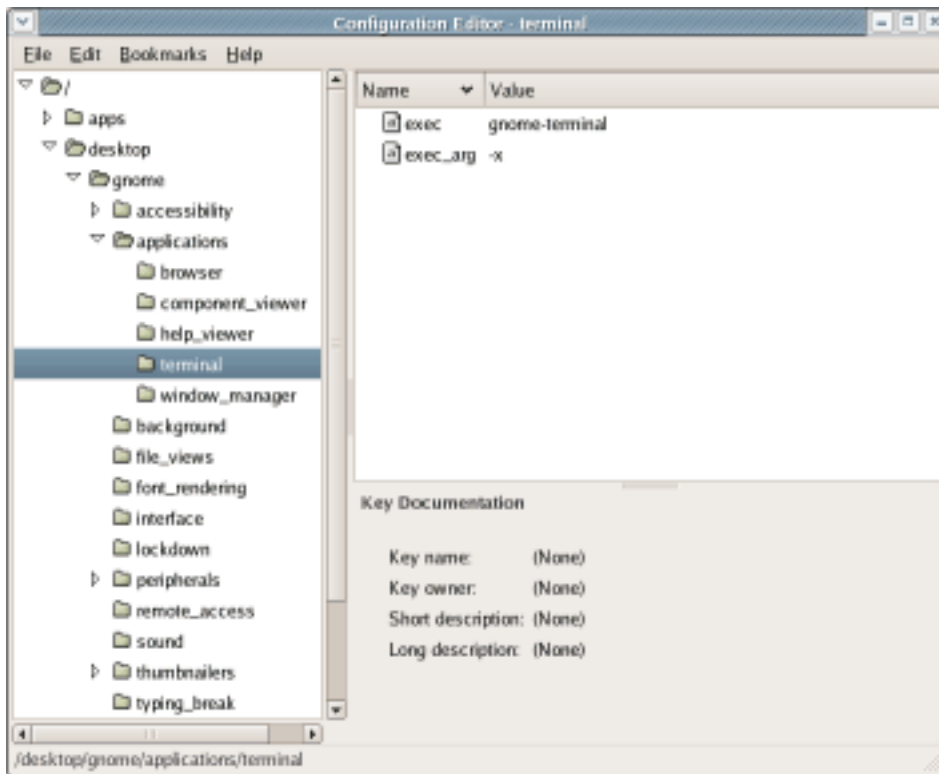 Configuration Editor - terminal
File Edit Bookmarks Help
/
apps
desktop
gnome
accessibility
applications
browser
component_viewer
help_viewer
terminal
window_manager
background
file_views
font_rendering
interface
lockdown
peripherals
remote_access
sound
thumbnailers
typing_break
Name Value
exec gnome-terminal
exec_arg -x
Key Documentation
Key name: (None)
Key owner: (None)
Short description: (None)
Long description: (None)
/desktop/gnome/applications/terminal